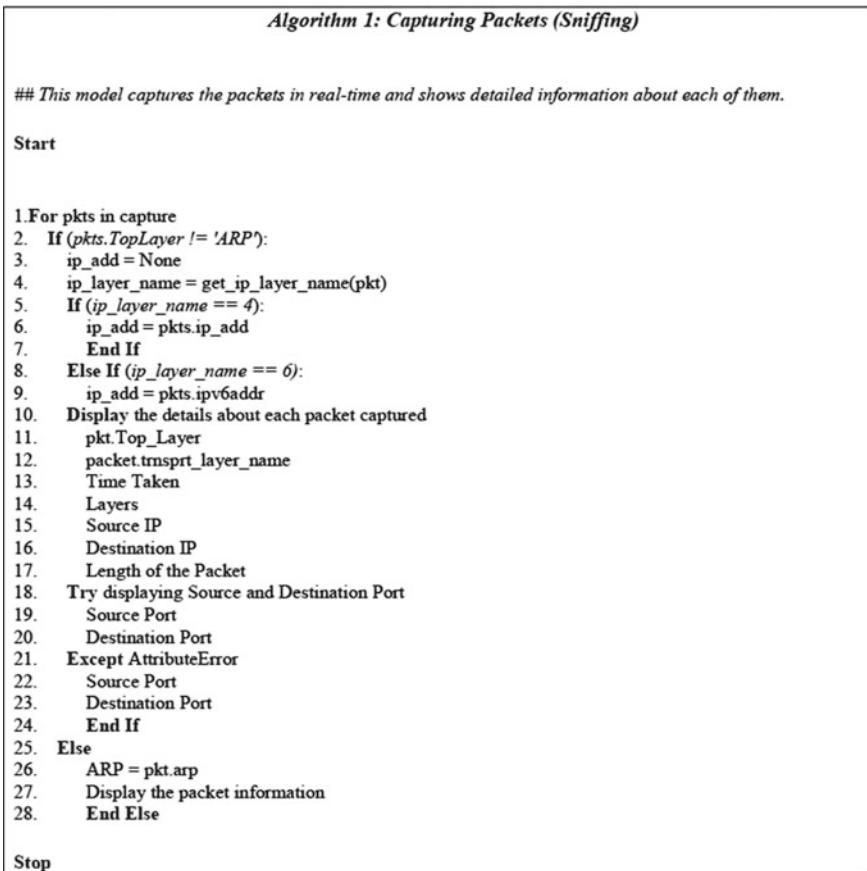 Algorithm 1: Capturing Packets (Sniffing)
## This model captures the packets in real-time and shows detailed information about each of them.
Start
1.For pkts in capture
2. If (pkts.TopLayer != 'ARP'):
3. ip_add = None
4. ip_layer_name = get_ip_layer_name(pkt)
5. If (ip_layer_name == 4):
6. ip_add = pkts.ip_add
7. End If
8. Else If (ip_layer_name == 6):
9. ip_add = pkts.ipv6addr
10. Display the details about each packet captured
11. pkt.Top_Layer
12. packet.trnsprt_layer_name
13. Time Taken
14. Layers
15. Source IP
16. Destination IP
17. Length of the Packet
18. Try displaying Source and Destination Port
19. Source Port
20. Destination Port
21. Except AttributeError
22. Source Port
23. Destination Port
24. End If
25. Else
26. ARP = pkt.arp
27. Display the packet information
28. End Else
Stop